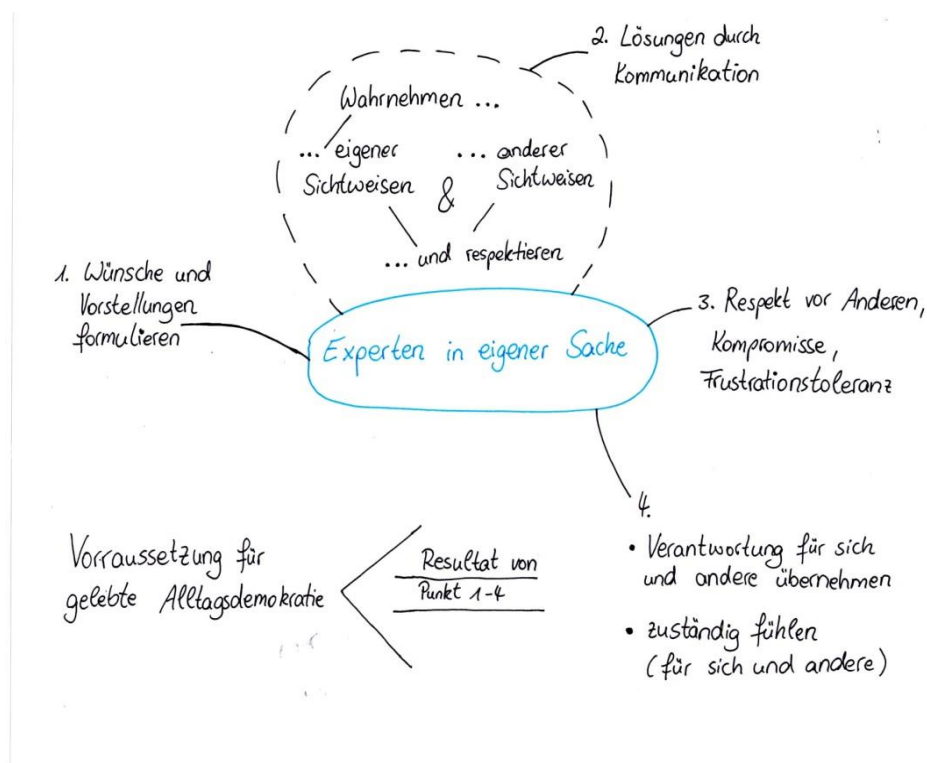 2. Lösungen durch
Kommunikation
Wahrnehmen ...
... eigener
Sichtweisen
&
... anderer
Sichtweisen
... und respektieren
1. Wünsche und
Vorstellungen
formulieren
Experten in eigener Sache
3. Respekt vor Anderen,
Kompromisse,
Frustrationstoleranz
4.
• Verantwortung für sich
und andere übernehmen
• zuständig fühlen
(für sich und andere)
Resultat von
Punkt 1-4
Vorraussetzung für
gelebte Alltagsdemokratie